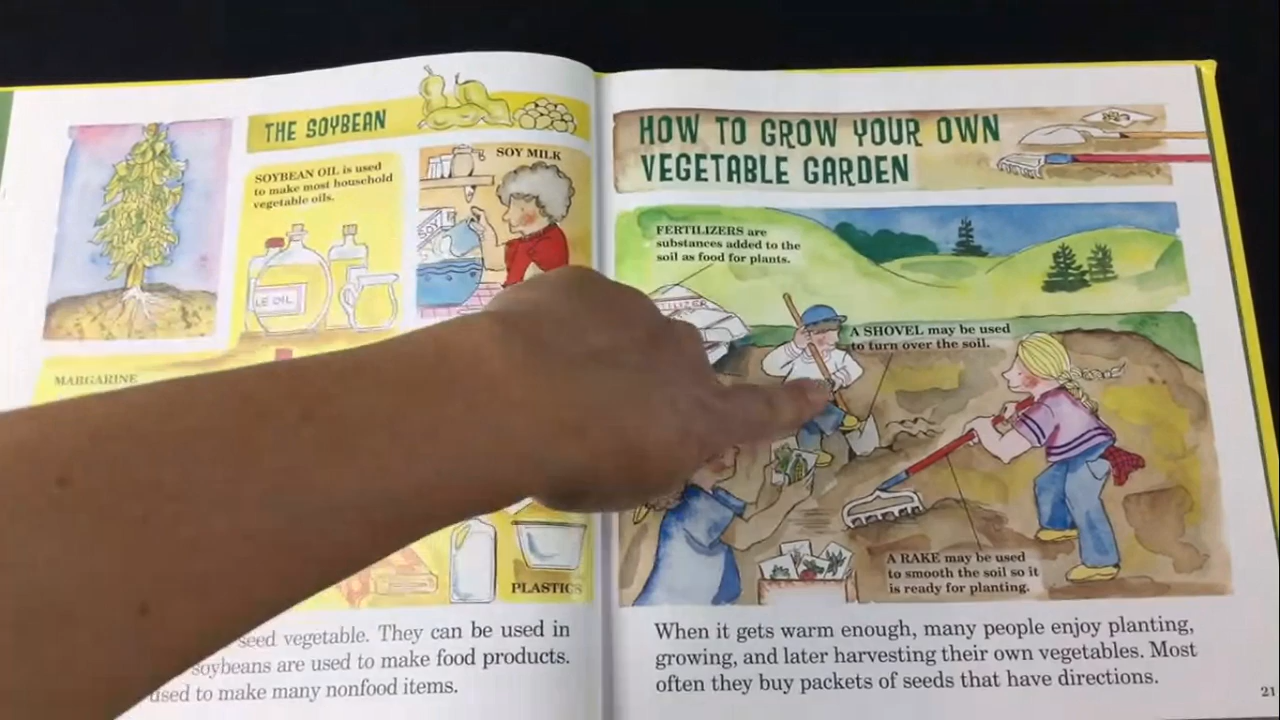 THE SOYBEAN
SOYBEAN OIL is used
to make most household
vegetable oils.
LE OIL
SOY MILK
MARGARINE
PLASTICS
seed vegetable. They can be used in
soybeans are used to make food products.
used to make many nonfood items.
HOW TO GROW YOUR OWN
VEGETABLE GARDEN
FERTILIZERS are
substances added to the
soil as food for plants.
TILIZER
A SHOVEL may be used
to turn over the soil.
A RAKE may be used
to smooth the soil so it
is ready for planting.
When it gets warm enough, many people enjoy planting,
growing, and later harvesting their own vegetables. Most
often they buy packets of seeds that have directions.
21